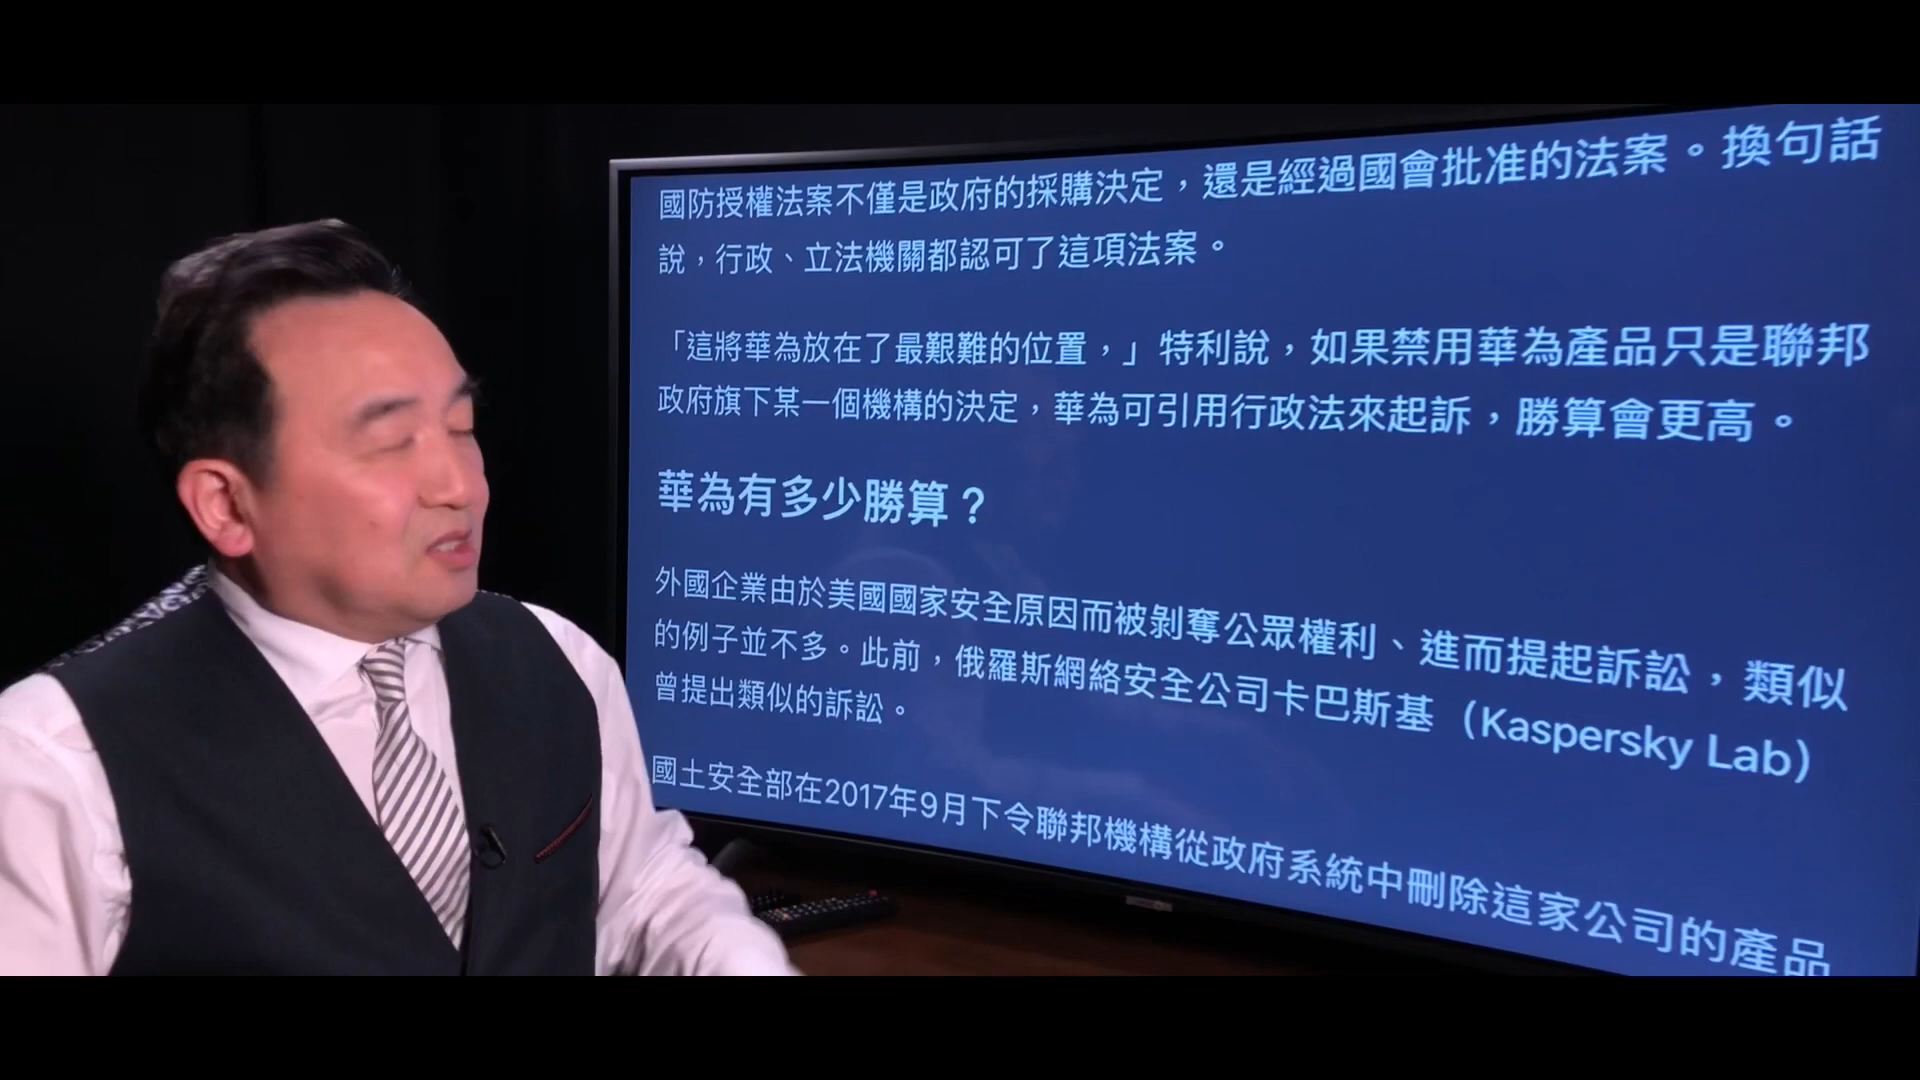 國防授權法案不僅是政府的採購決定，還是經過國會批准的法案。換句話
說，行政、立法機關都認可了這項法案。
「這將華為放在了最艱難的位置，」特利說，如果禁用華為產品只是聯邦
政府旗下某一個機構的決定，華為可引用行政法來起訴，勝算會更高。
華為有多少勝算？
外國企業由於美國國家安全原因而被剝奪公眾權利、進而提起訴訟，類似
的例子並不多。此前，俄羅斯網絡安全公司卡巴斯基（Kaspersky Lab）
曾提出類似的訴訟。
國土安全部在2017年9月下令聯邦機構從政府系統中刪除這家公司的產品